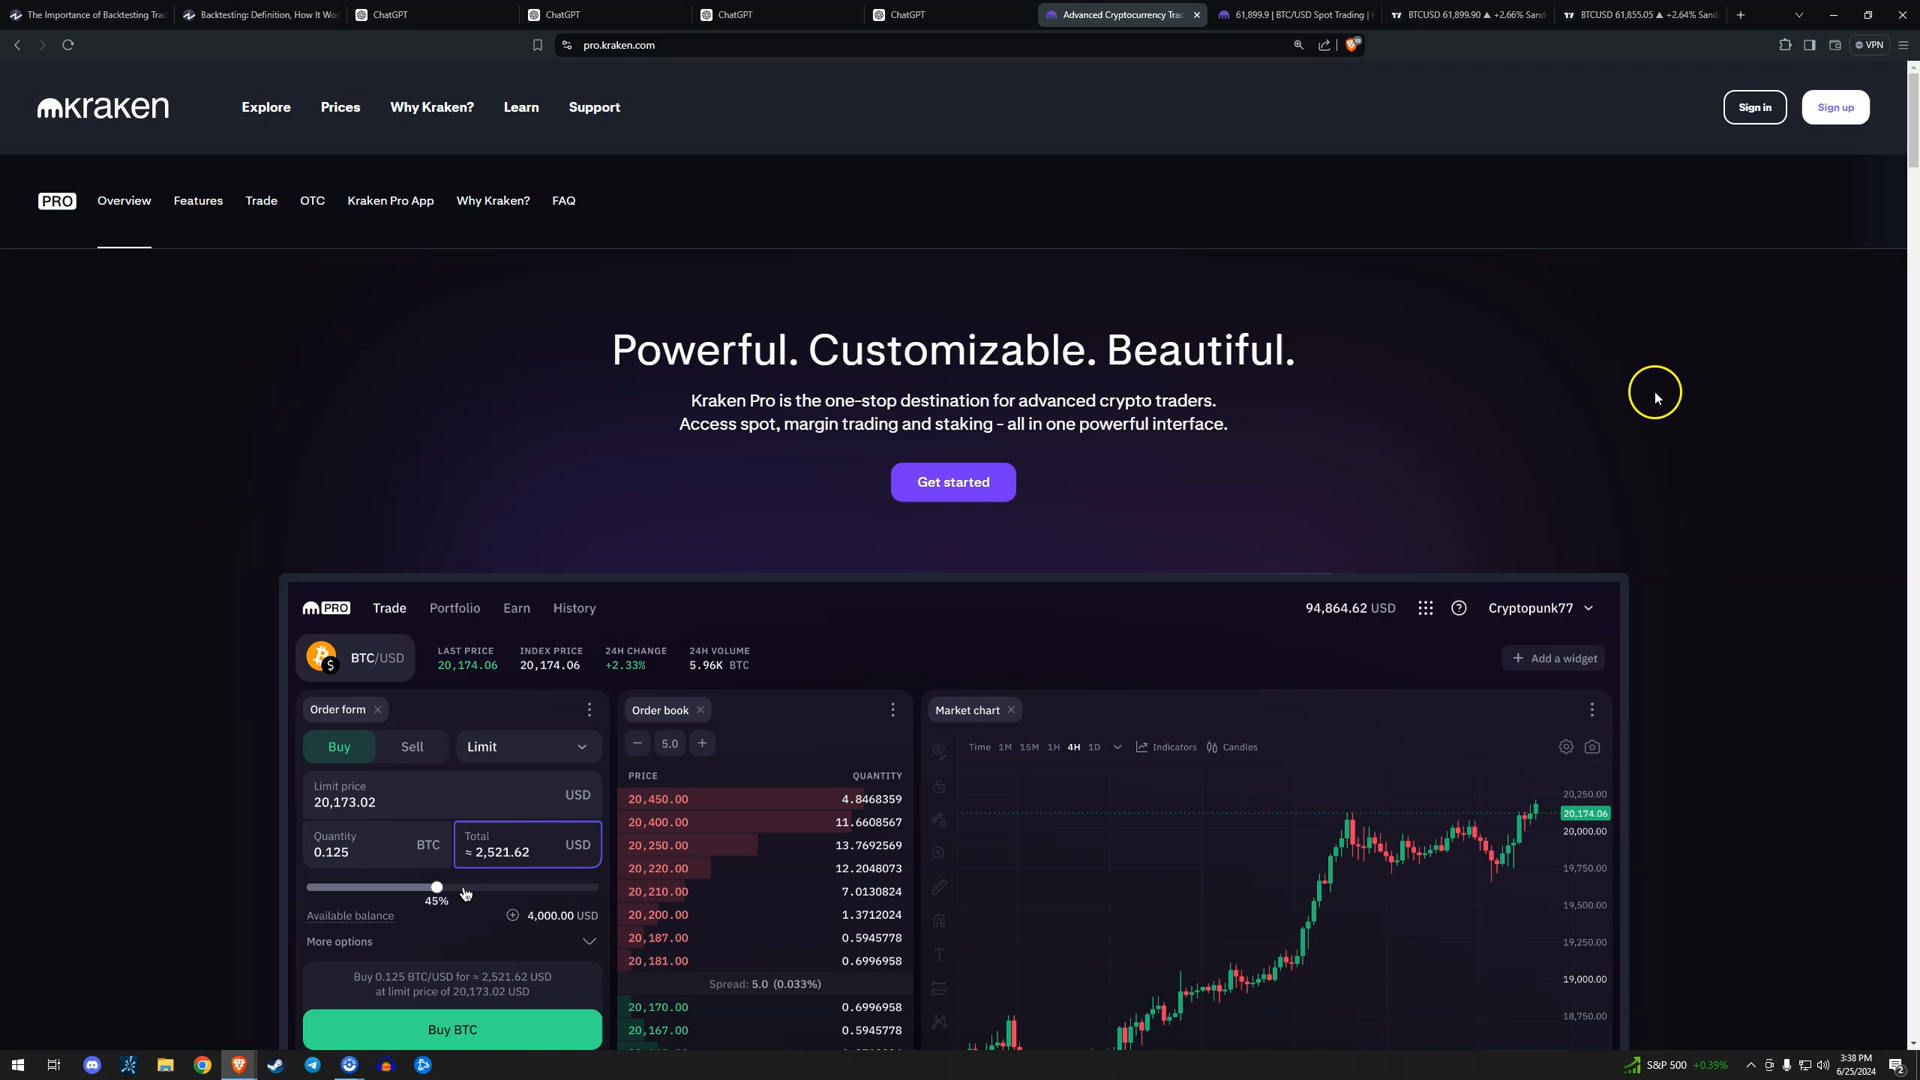 The Importance of Backtesting Trad
Backtesting: Definition, How It Wor
ChatGPT
ChatGPT
ChatGPT
ChatGPT
Advanced Cryptocurrency Tra
61,899.9 | BTC/USD Spot Trading |
BTCUSD 61,899.90 ▲ +2.66% Sand
BTCUSD 61,855.05 ▲ +2.64% Sand
pro.kraken.com
VPN
kraken
Explore
Prices
Why Kraken?
Learn
Support
Sign in
Sign up
PRO
Overview
Features
Trade
OTC
Kraken Pro App
Why Kraken?
FAQ
Powerful. Customizable. Beautiful.
Kraken Pro is the one-stop destination for advanced crypto traders.
Access spot, margin trading and staking - all in one powerful interface.
Get started
PRO
Trade
Portfolio
Earn
History
94,864.62 USD
Cryptopunk77
BTC/USD
LAST PRICE
20,174.06
INDEX PRICE
20,174.06
24H CHANGE
+2.33%
24H VOLUME
5.96K BTC
+ Add a widget
Order form
Buy
Sell
Limit
Limit price
20,173.02
USD
Quantity
0.125
BTC
Total
≈ 2,521.62
USD
45%
Available balance
4,000.00 USD
More options
Buy 0.125 BTC/USD for ≈ 2,521.62 USD
at limit price of 20,173.02 USD
Buy BTC
Order book
5.0
PRICE QUANTITY
20,450.00 4.8468359
20,400.00 11.6608567
20,250.00 13.7692569
20,220.00 12.2048073
20,210.00 7.0130824
20,200.00 1.3712024
20,187.00 0.5945778
20,181.00 0.6996958
Spread: 5.0 (0.033%)
20,170.00 0.6996958
20,167.00 0.5945778
Market chart
Time 1M 15M 1H 4H 1D
Indicators
Candles
20,250.00
20,174.06
20,000.00
19,750.00
19,500.00
19,250.00
19,000.00
18,750.00
S&P 500 +0.39%
3:38 PM
6/25/2024
2